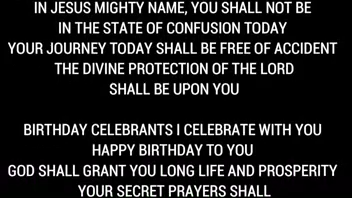 IN JESUS MIGHTY NAME, YOU SHALL NOT BE
IN THE STATE OF CONFUSION TODAY
YOUR JOURNEY TODAY SHALL BE FREE OF ACCIDENT
THE DIVINE PROTECTION OF THE LORD
SHALL BE UPON YOU
BIRTHDAY CELEBRANTS I CELEBRATE WITH YOU
HAPPY BIRTHDAY TO YOU
GOD SHALL GRANT YOU LONG LIFE AND PROSPERITY
YOUR SECRET PRAYERS SHALL